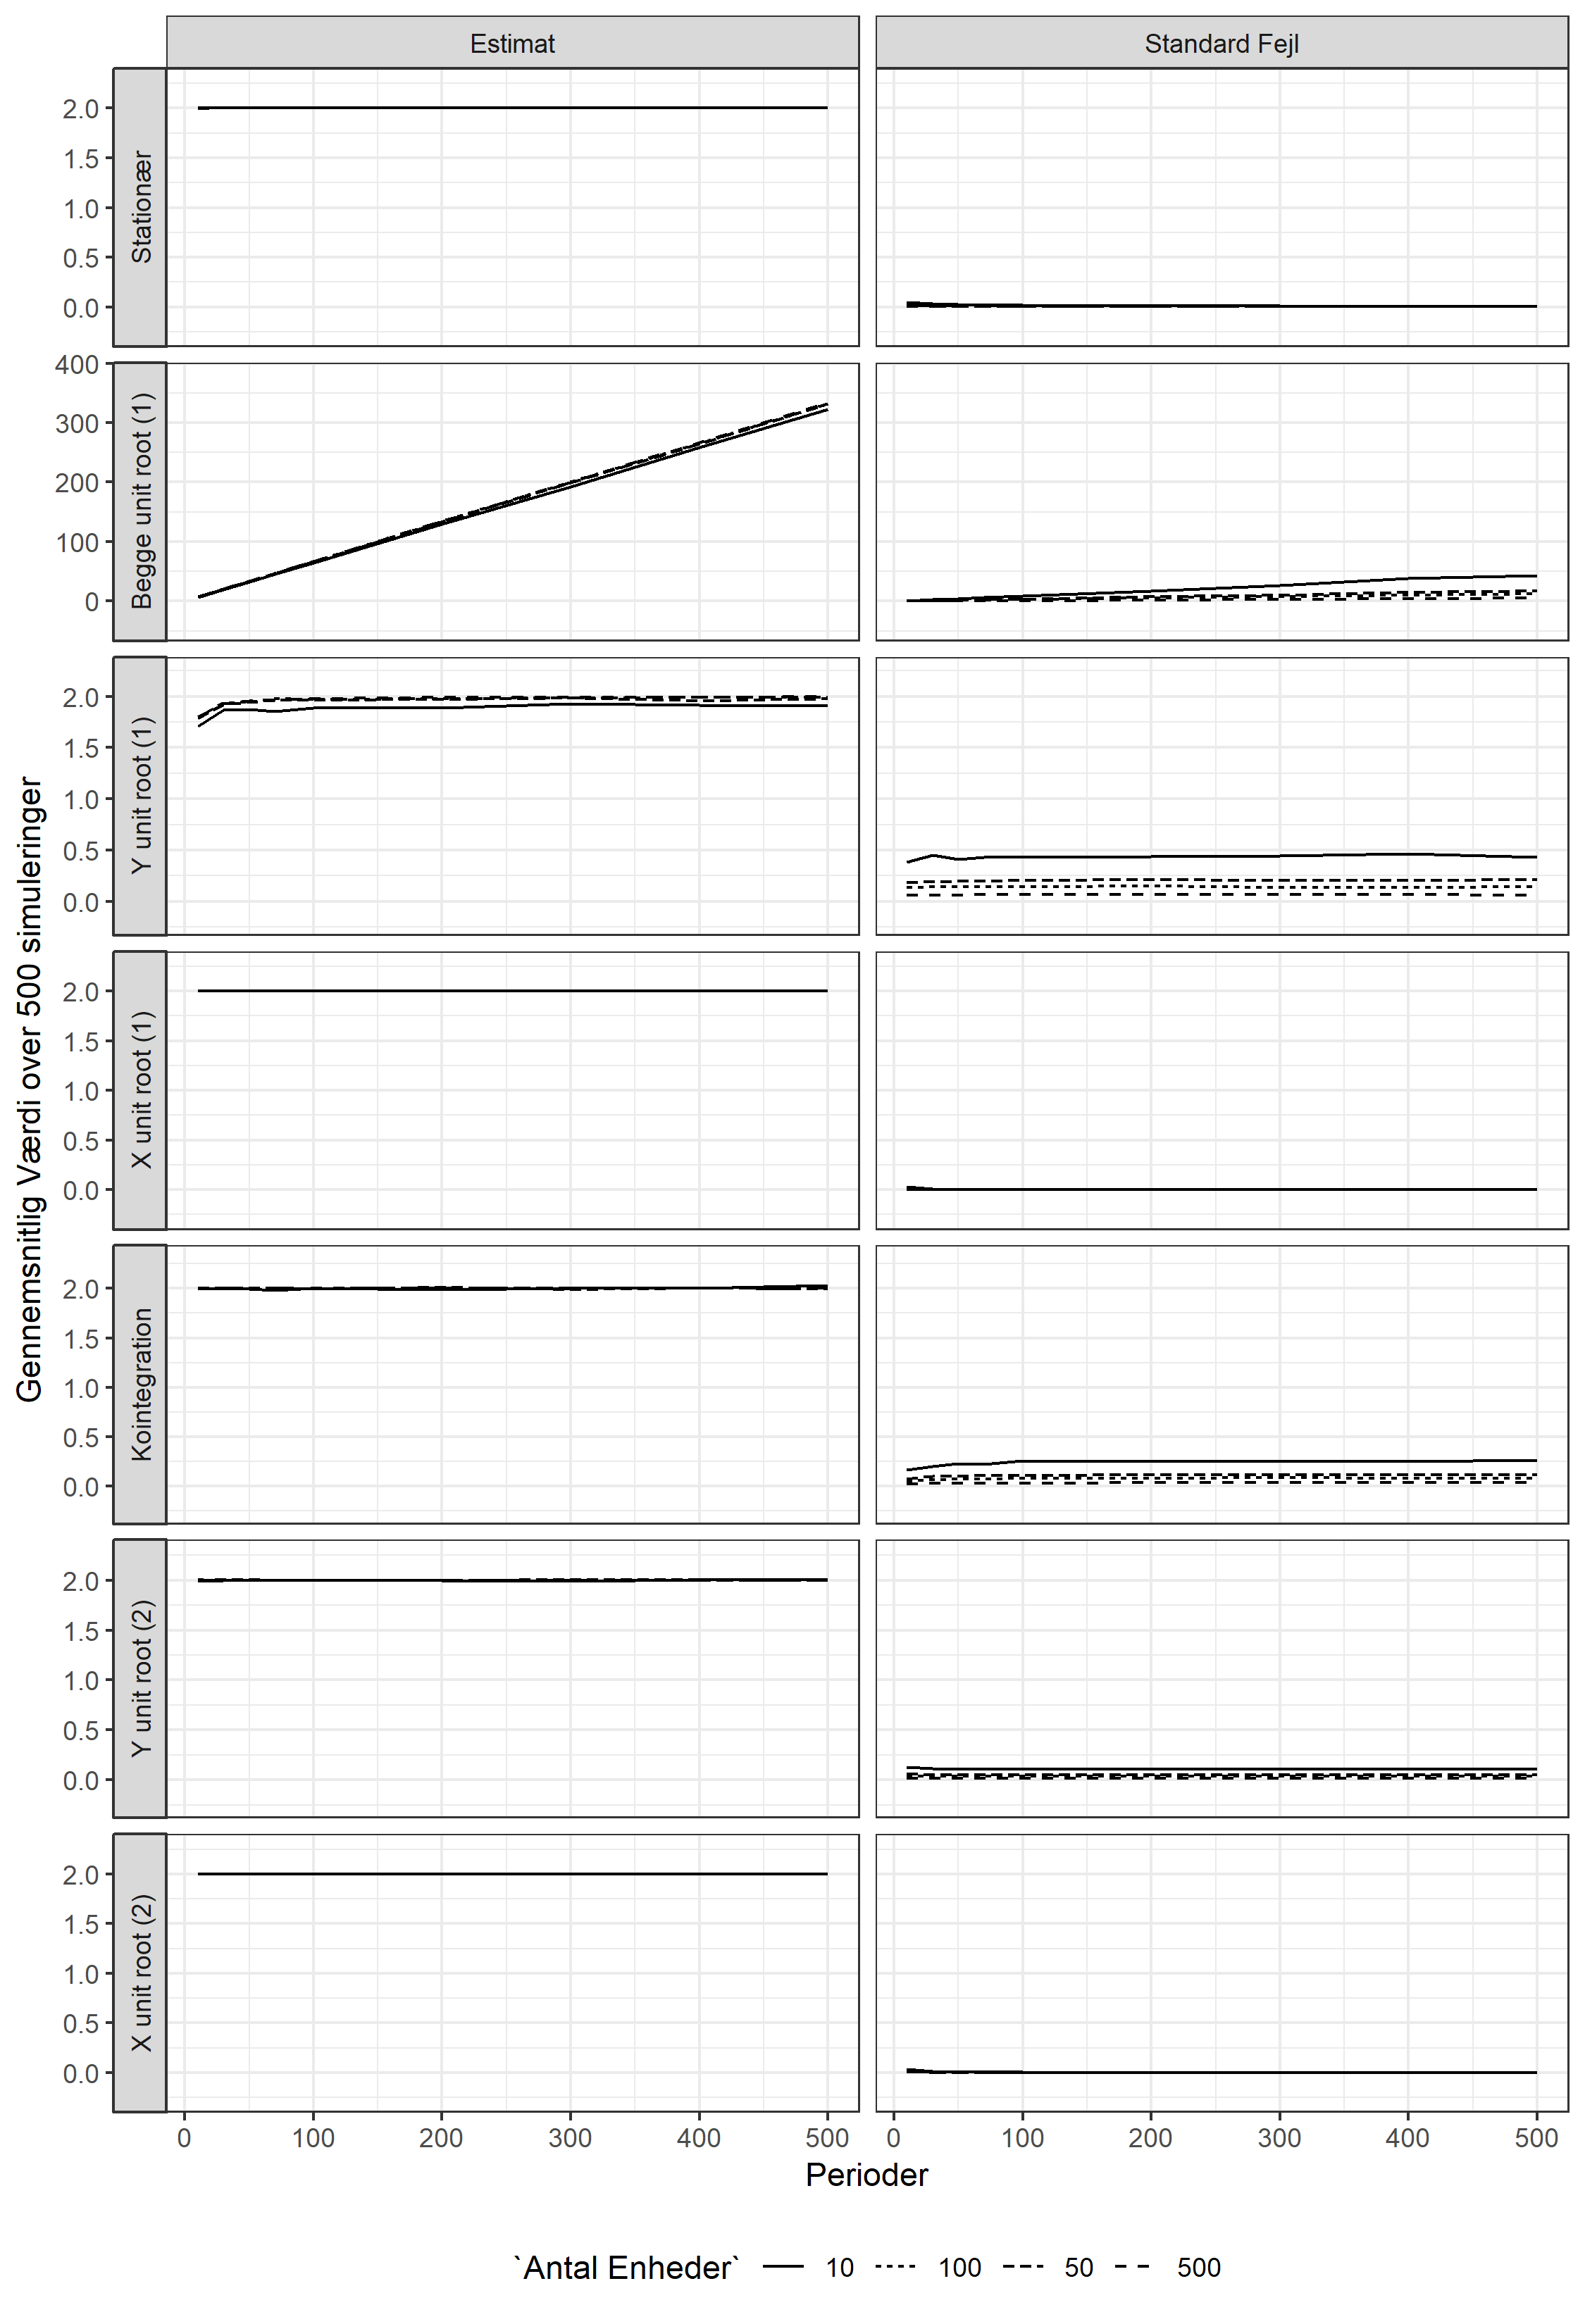 Estimat Standard Fejl
Gennemsnitlig Værdi over 500 simuleringer
Stationær
2.0
1.5
1.0
0.5
0.0
Begge unit root (1)
400
300
200
100
0
Y unit root (1)
2.0
1.5
1.0
0.5
0.0
X unit root (1)
2.0
1.5
1.0
0.5
0.0
Kointegration
2.0
1.5
1.0
0.5
0.0
Y unit root (2)
2.0
1.5
1.0
0.5
0.0
X unit root (2)
2.0
1.5
1.0
0.5
0.0
0 100 200 300 400 500 0 100 200 300 400 500
Perioder
`Antal Enheder` 10 100 50 500